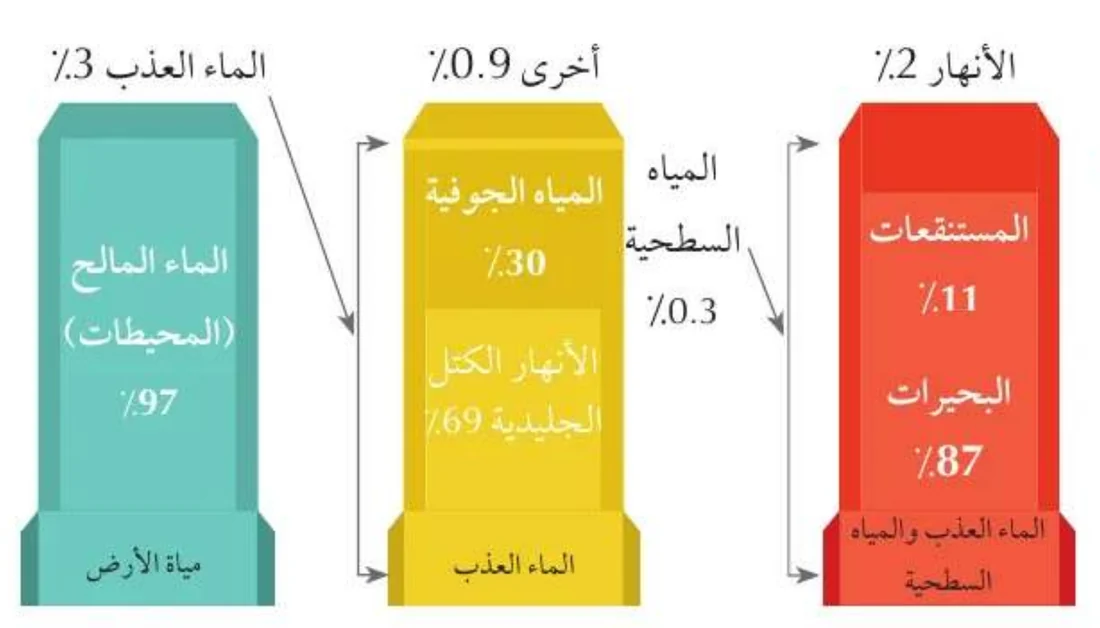 الماء العذب 3٪
الماء المالح
(المحيطات)
97٪
مياة الأرض
أخرى 0.9٪
المياه الجوفية
30٪
الأنهار الكتل
الجليدية 69٪
الماء العذب
المياه
السطحية
0.3٪
الأنهار 2٪
المستنقعات
11٪
البحيرات
87٪
الماء العذب والمياه
السطحية